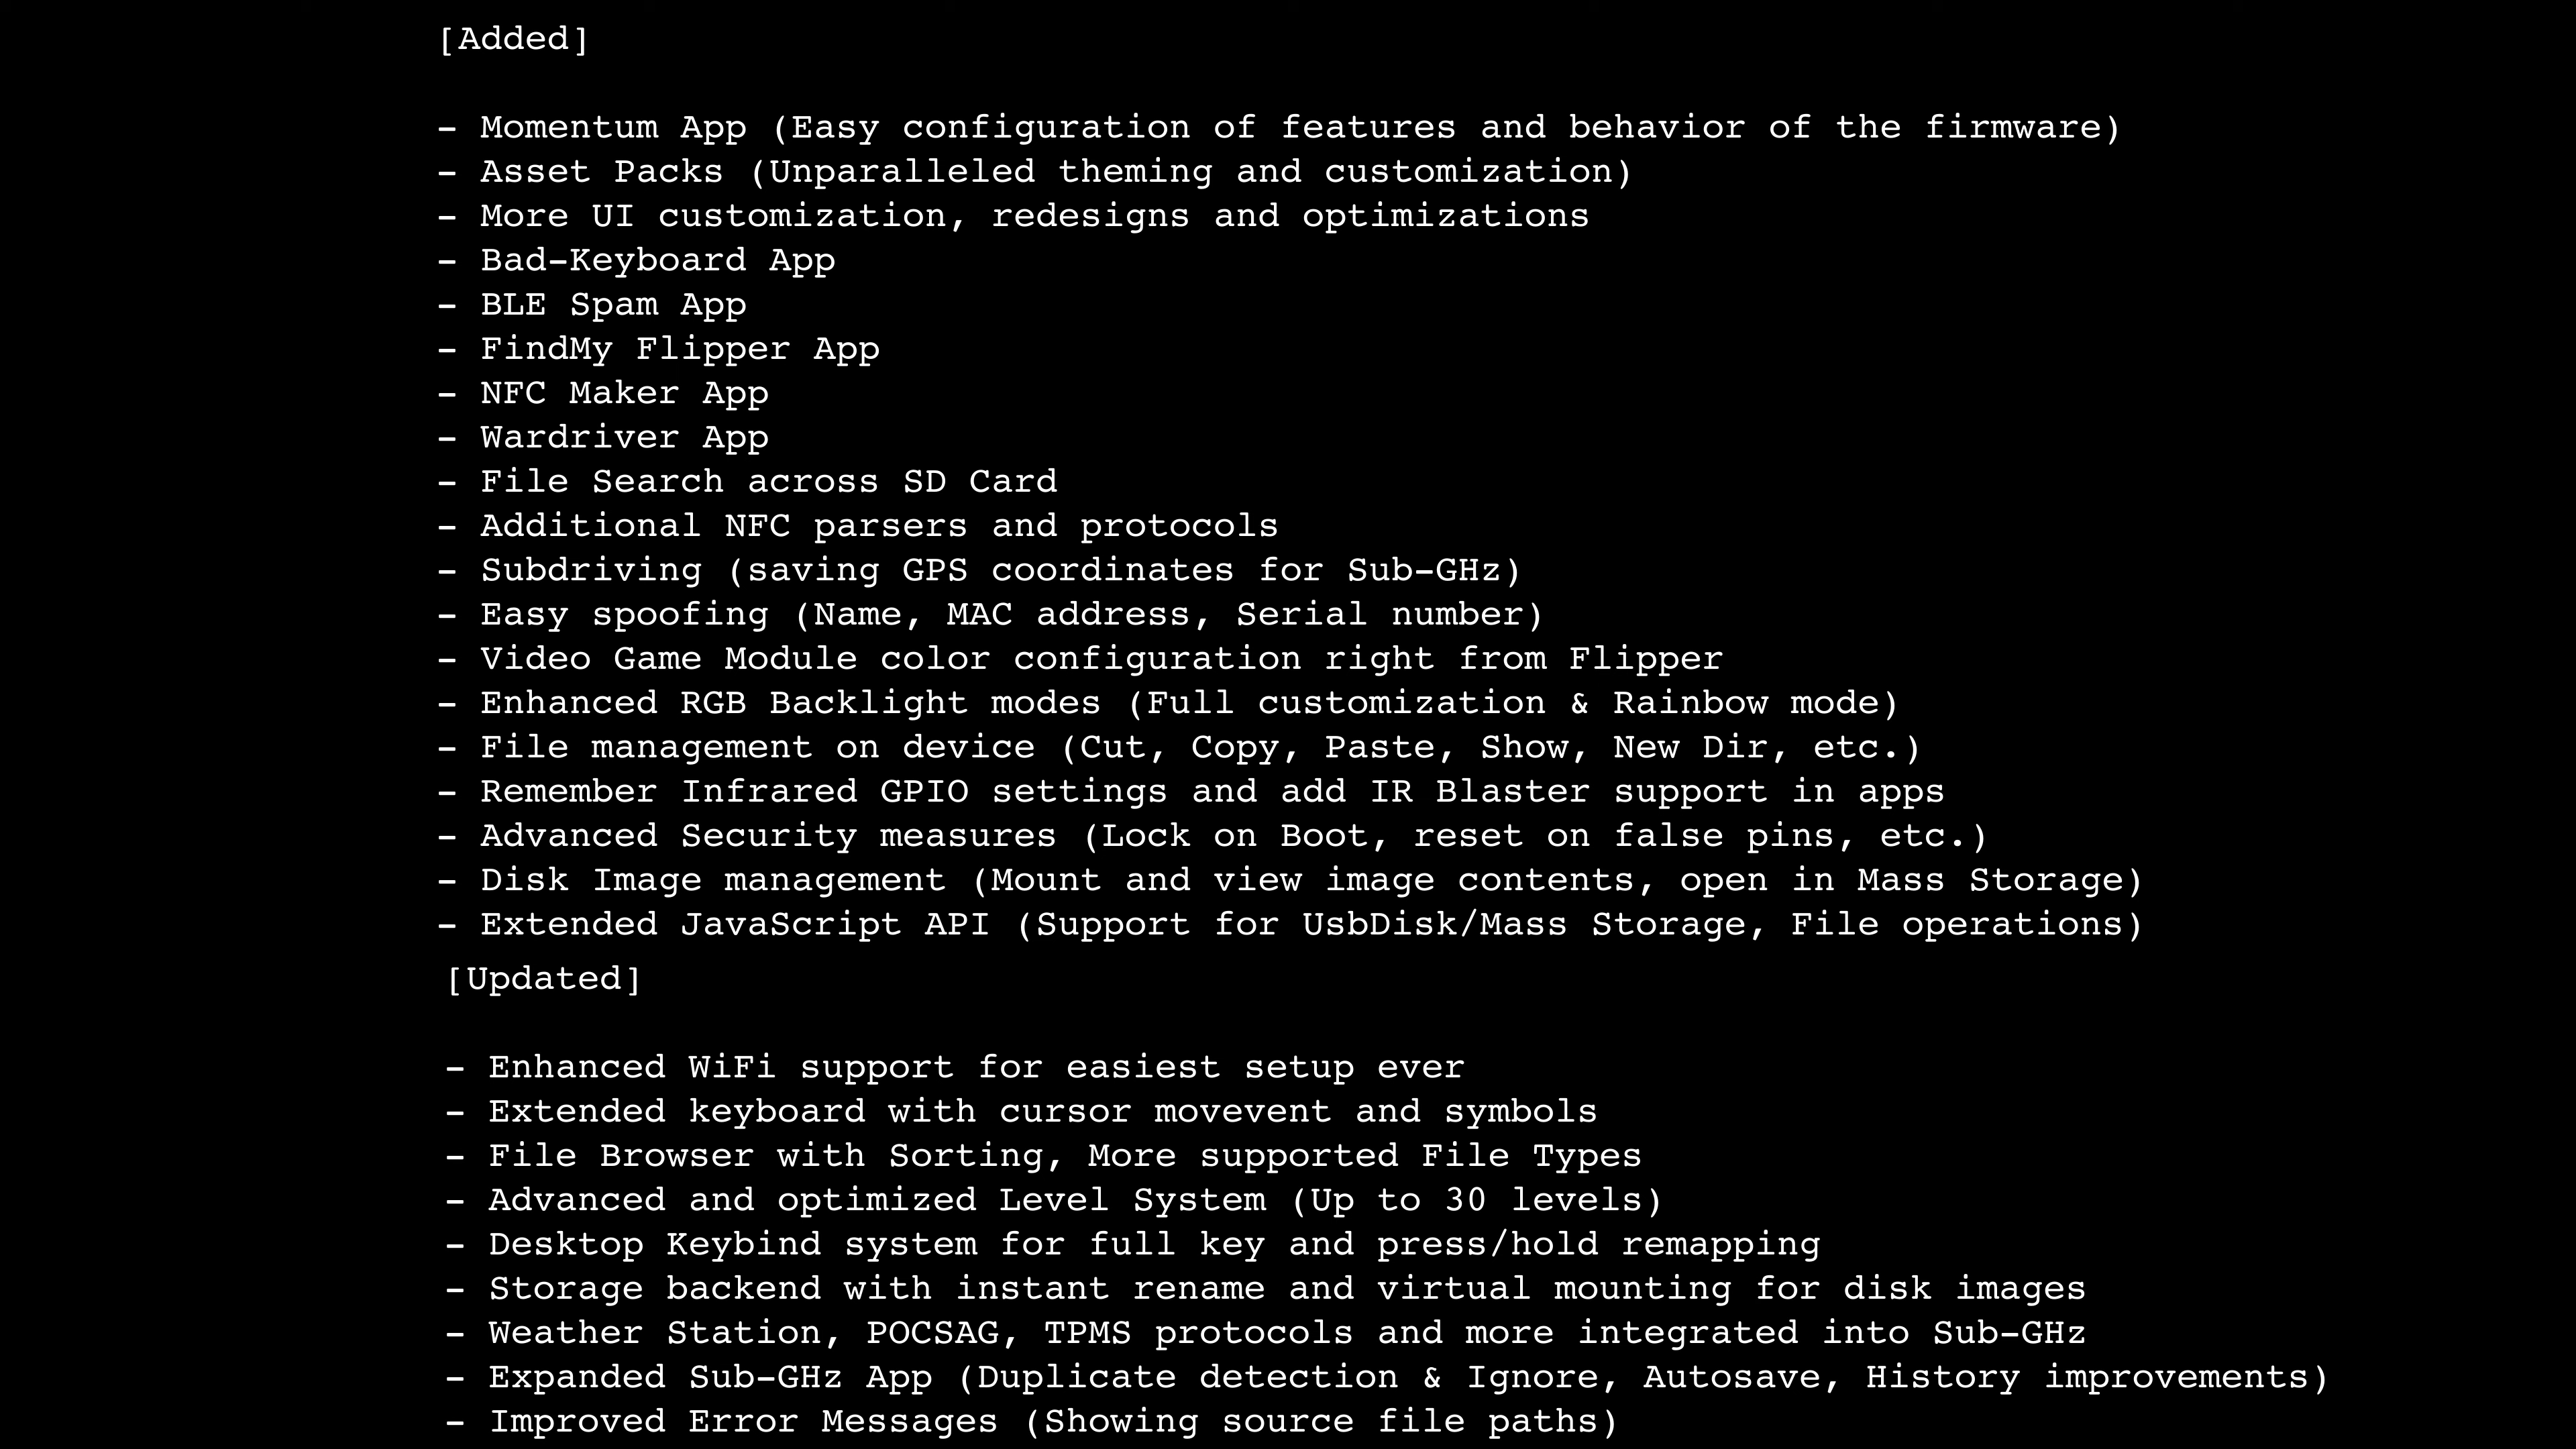 [Added]
- Momentum App (Easy configuration of features and behavior of the firmware)
- Asset Packs (Unparalleled theming and customization)
- More UI customization, redesigns and optimizations
- Bad-Keyboard App
- BLE Spam App
- FindMy Flipper App
- NFC Maker App
- Wardriver App
- File Search across SD Card
- Additional NFC parsers and protocols
- Subdriving (saving GPS coordinates for Sub-GHz)
- Easy spoofing (Name, MAC address, Serial number)
- Video Game Module color configuration right from Flipper
- Enhanced RGB Backlight modes (Full customization & Rainbow mode)
- File management on device (Cut, Copy, Paste, Show, New Dir, etc.)
- Remember Infrared GPIO settings and add IR Blaster support in apps
- Advanced Security measures (Lock on Boot, reset on false pins, etc.)
- Disk Image management (Mount and view image contents, open in Mass Storage)
- Extended JavaScript API (Support for UsbDisk/Mass Storage, File operations)
[Updated]
- Enhanced WiFi support for easiest setup ever
- Extended keyboard with cursor movevent and symbols
- File Browser with Sorting, More supported File Types
- Advanced and optimized Level System (Up to 30 levels)
- Desktop Keybind system for full key and press/hold remapping
- Storage backend with instant rename and virtual mounting for disk images
- Weather Station, POCSAG, TPMS protocols and more integrated into Sub-GHz
- Expanded Sub-GHz App (Duplicate detection & Ignore, Autosave, History improvements)
- Improved Error Messages (Showing source file paths)